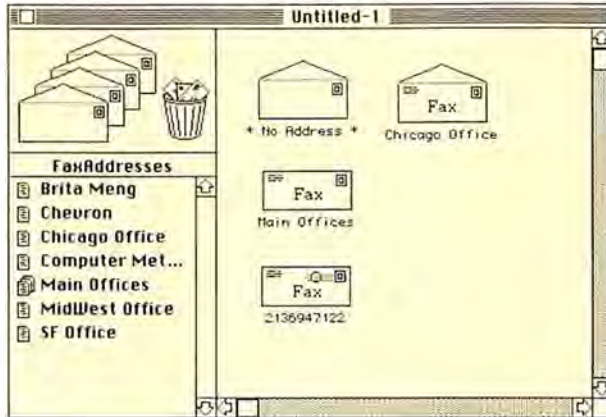 Untitled-1
FaxAddresses
Brita Meng
Chevron
Chicago Office
Computer Met...
Main Offices
MidWest Office
SF Office
* No Address *
Fax
Chicago Office
Fax
Main Offices
Fax
2136947122